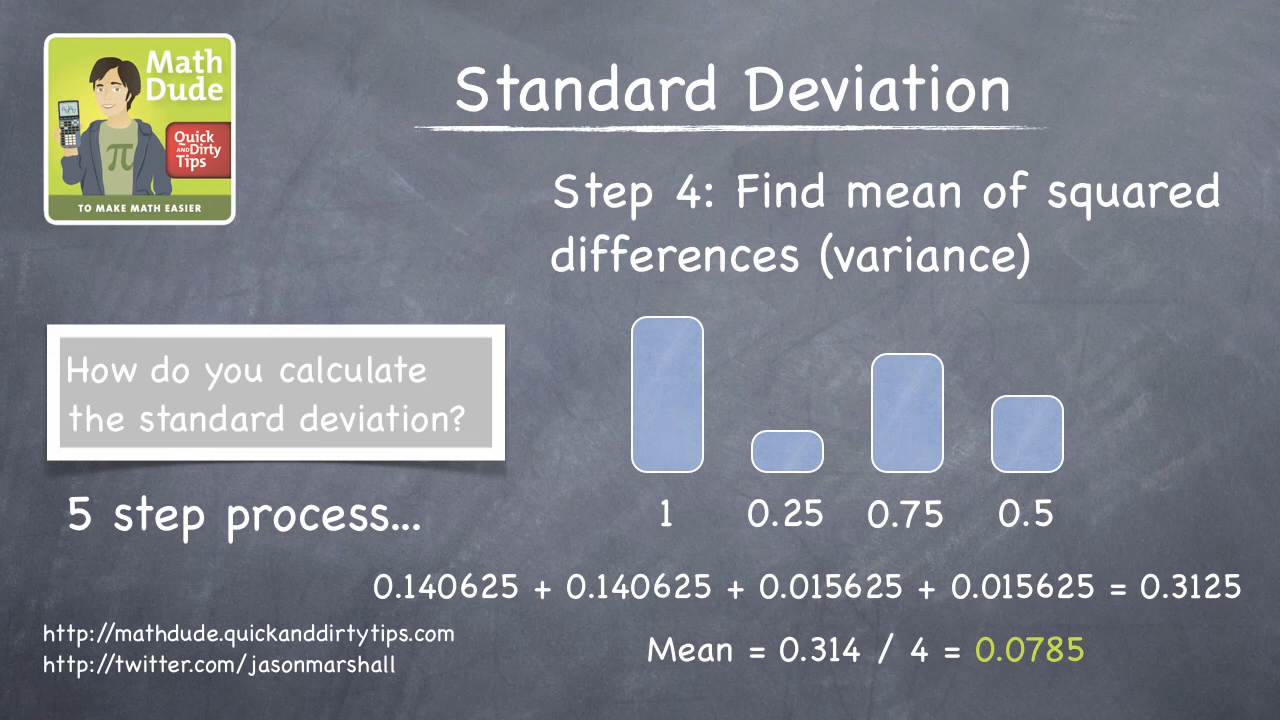 Math
Dude
Quick
AND Dirty
Tips
π
TO MAKE MATH EASIER
Standard Deviation
Step 4: Find mean of squared
differences (variance)
How do you calculate
the standard deviation?
5 step process...
1 0.25 0.75 0.5
0.140625 + 0.140625 + 0.015625 + 0.015625 = 0.3125
Mean = 0.314 / 4 = 0.0785
http://mathdude.quickanddirtytips.com
http://twitter.com/jasonmarshall